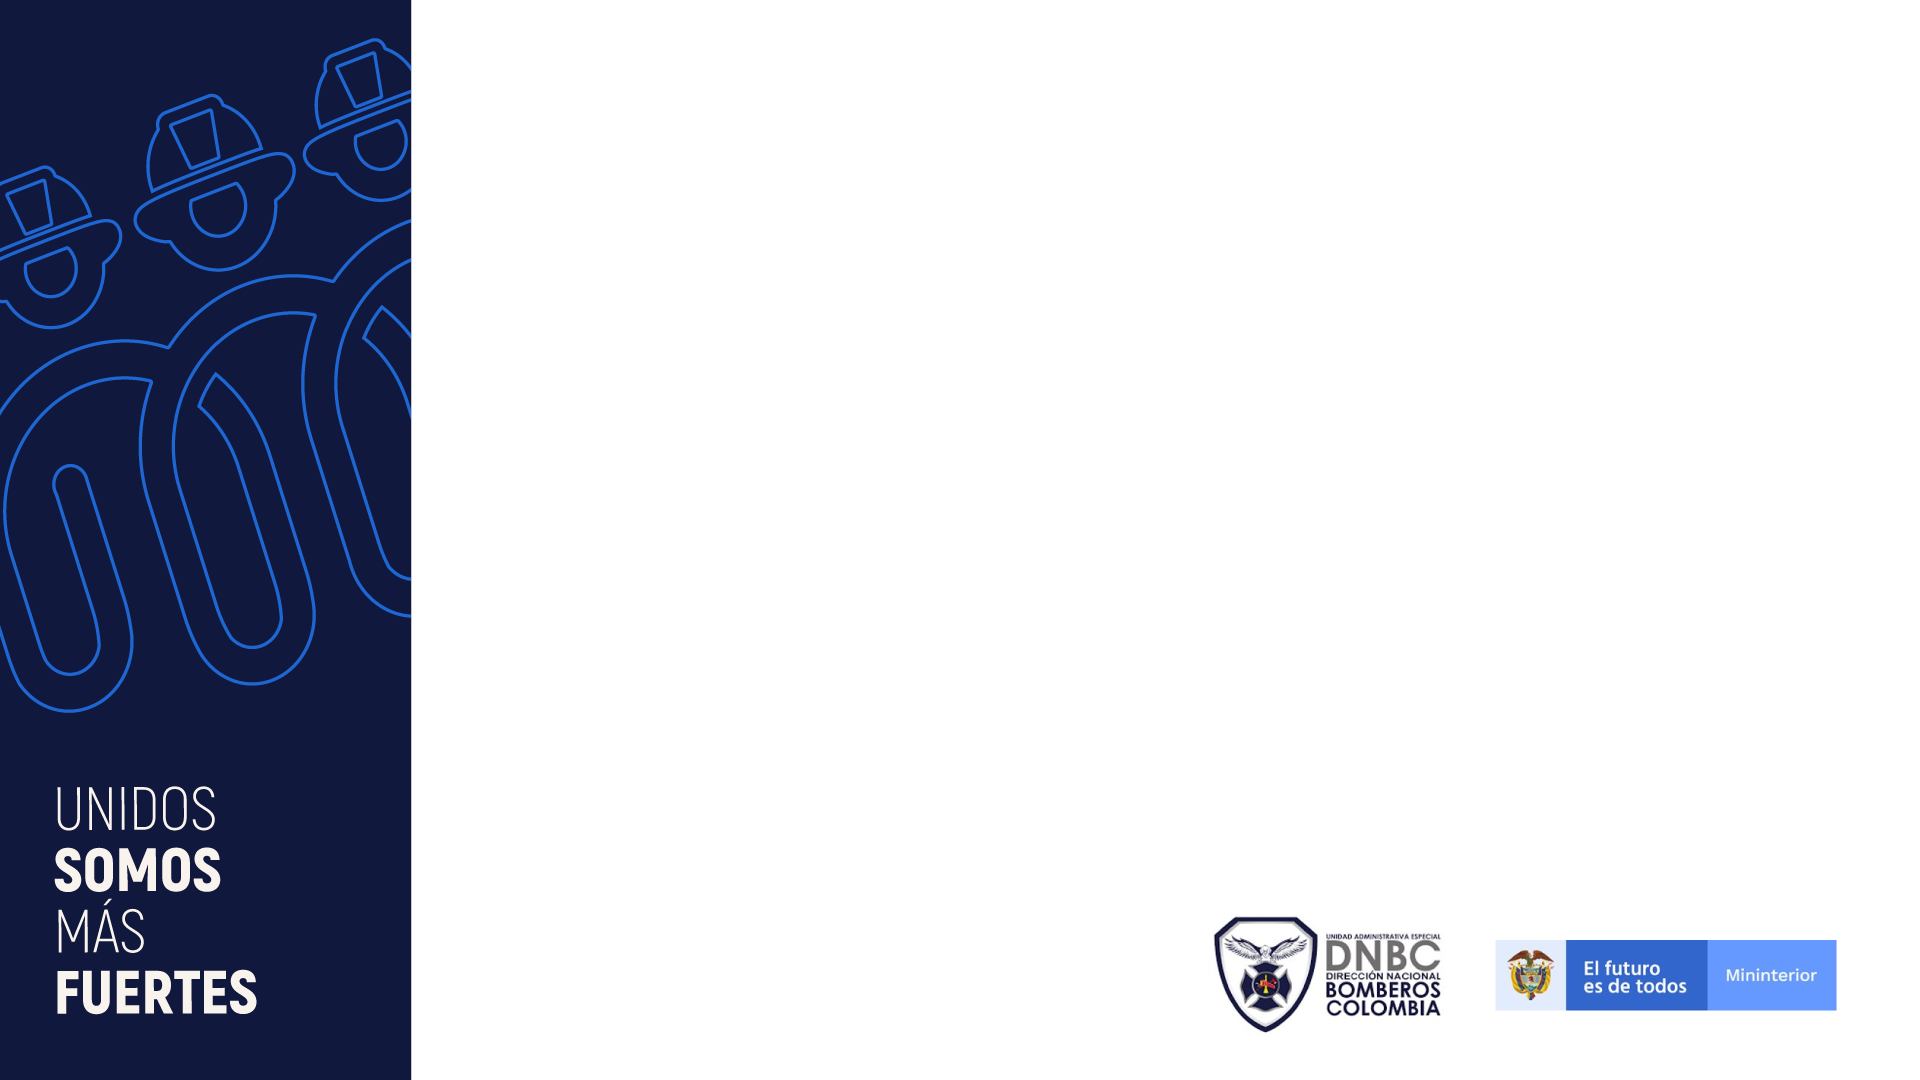 UNIDOS
SOMOS
MÁS
FUERTES
UNIDAD ADMINISTRATIVA ESPECIAL
DNBC
DIRECCIÓN NACIONAL
BOMBEROS
COLOMBIA
El futuro
es de todos
Mininterior